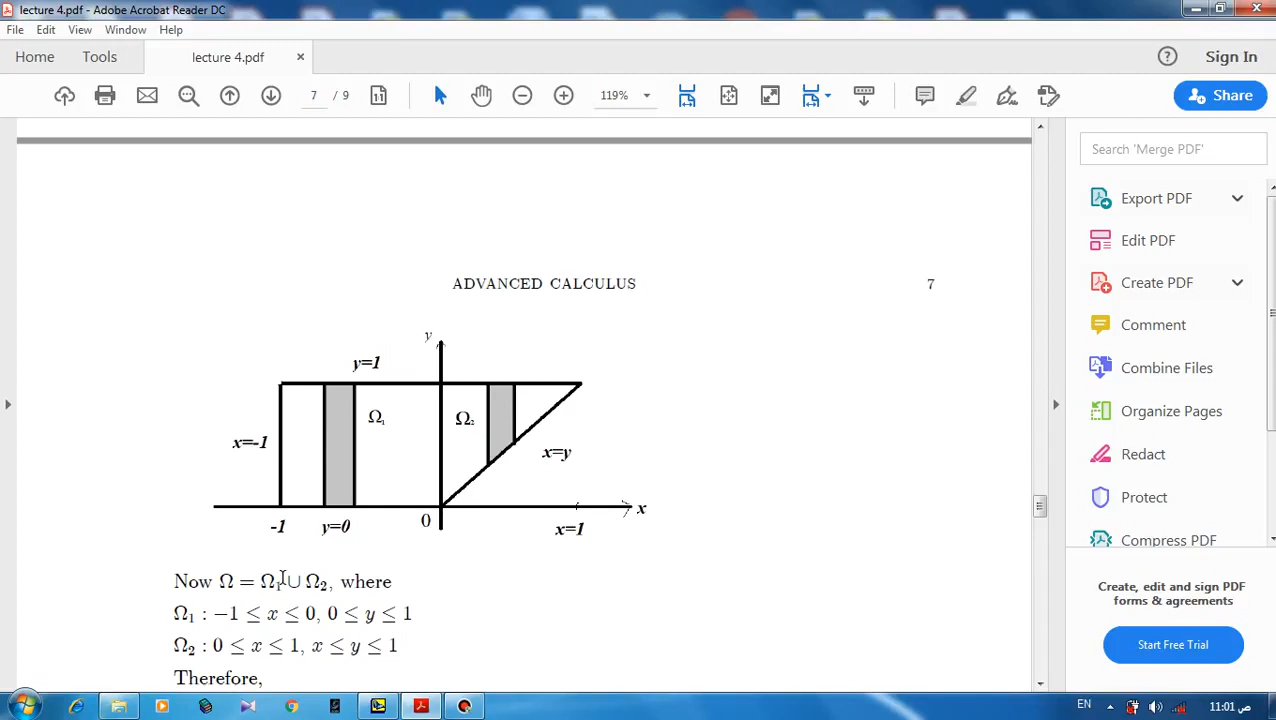 lecture 4.pdf - Adobe Acrobat Reader DC
File Edit View Window Help
Home Tools lecture 4.pdf × ? Sign In
7 / 9 119% Share
Search 'Merge PDF'
Export PDF
Edit PDF
Create PDF
Comment
Combine Files
Organize Pages
Redact
Protect
Compress PDF
Convert, edit and sign PDF
forms & agreements
Start Free Trial
ADVANCED CALCULUS 7
y
y=1
Ω₁ Ω₂
x=-1 x=y
x
-1 y=0 0 x=1
Now Ω = Ω₁ ∪ Ω₂, where
Ω₁ : −1 ≤ x ≤ 0, 0 ≤ y ≤ 1
Ω₂ : 0 ≤ x ≤ 1, x ≤ y ≤ 1
Therefore,
EN 11:01 ص